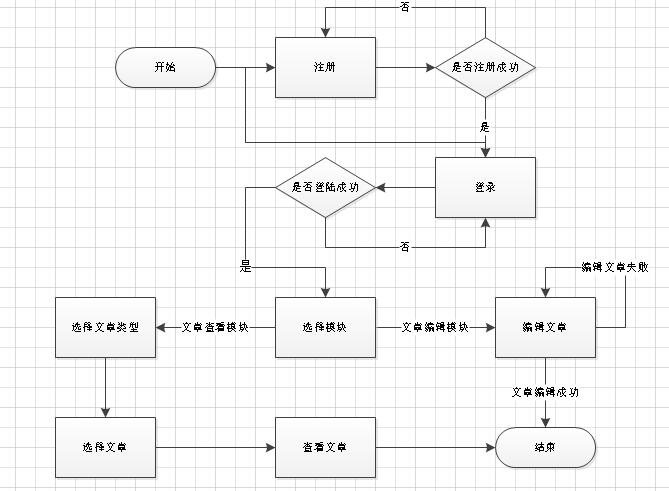 否
开始
注册
是否注册成功
是
是否登陆成功
登录
否
是
编辑文章失败
选择文章类型
文章查看模块
选择模块
文章编辑模块
编辑文章
文章编辑成功
选择文章
查看文章
结束